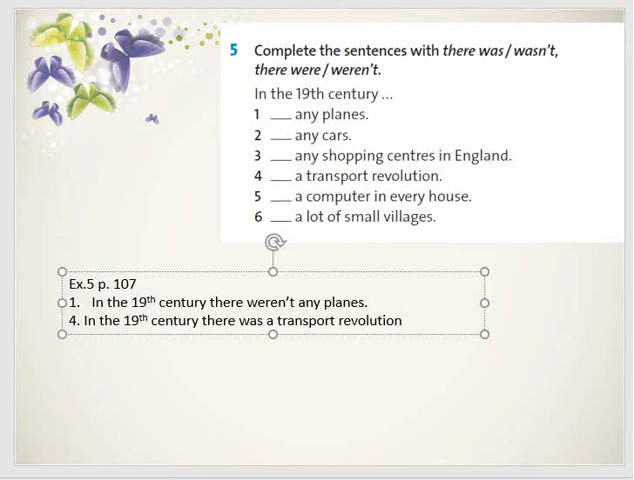 5 Complete the sentences with there was / wasn't,
there were / weren't.
In the 19th century ...
1 ___ any planes.
2 ___ any cars.
3 ___ any shopping centres in England.
4 ___ a transport revolution.
5 ___ a computer in every house.
6 ___ a lot of small villages.
Ex.5 p. 107
1. In the 19th century there weren't any planes.
4. In the 19th century there was a transport revolution